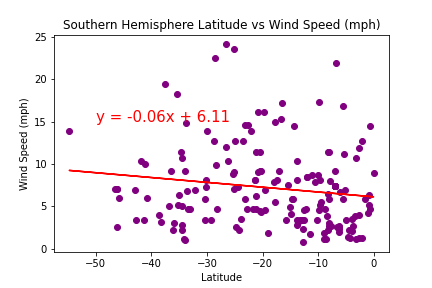 Southern Hemisphere Latitude vs Wind Speed (mph)
25
20
15
10
5
0
Wind Speed (mph)
y = -0.06x + 6.11
−50 −40 −30 −20 −10 0
Latitude